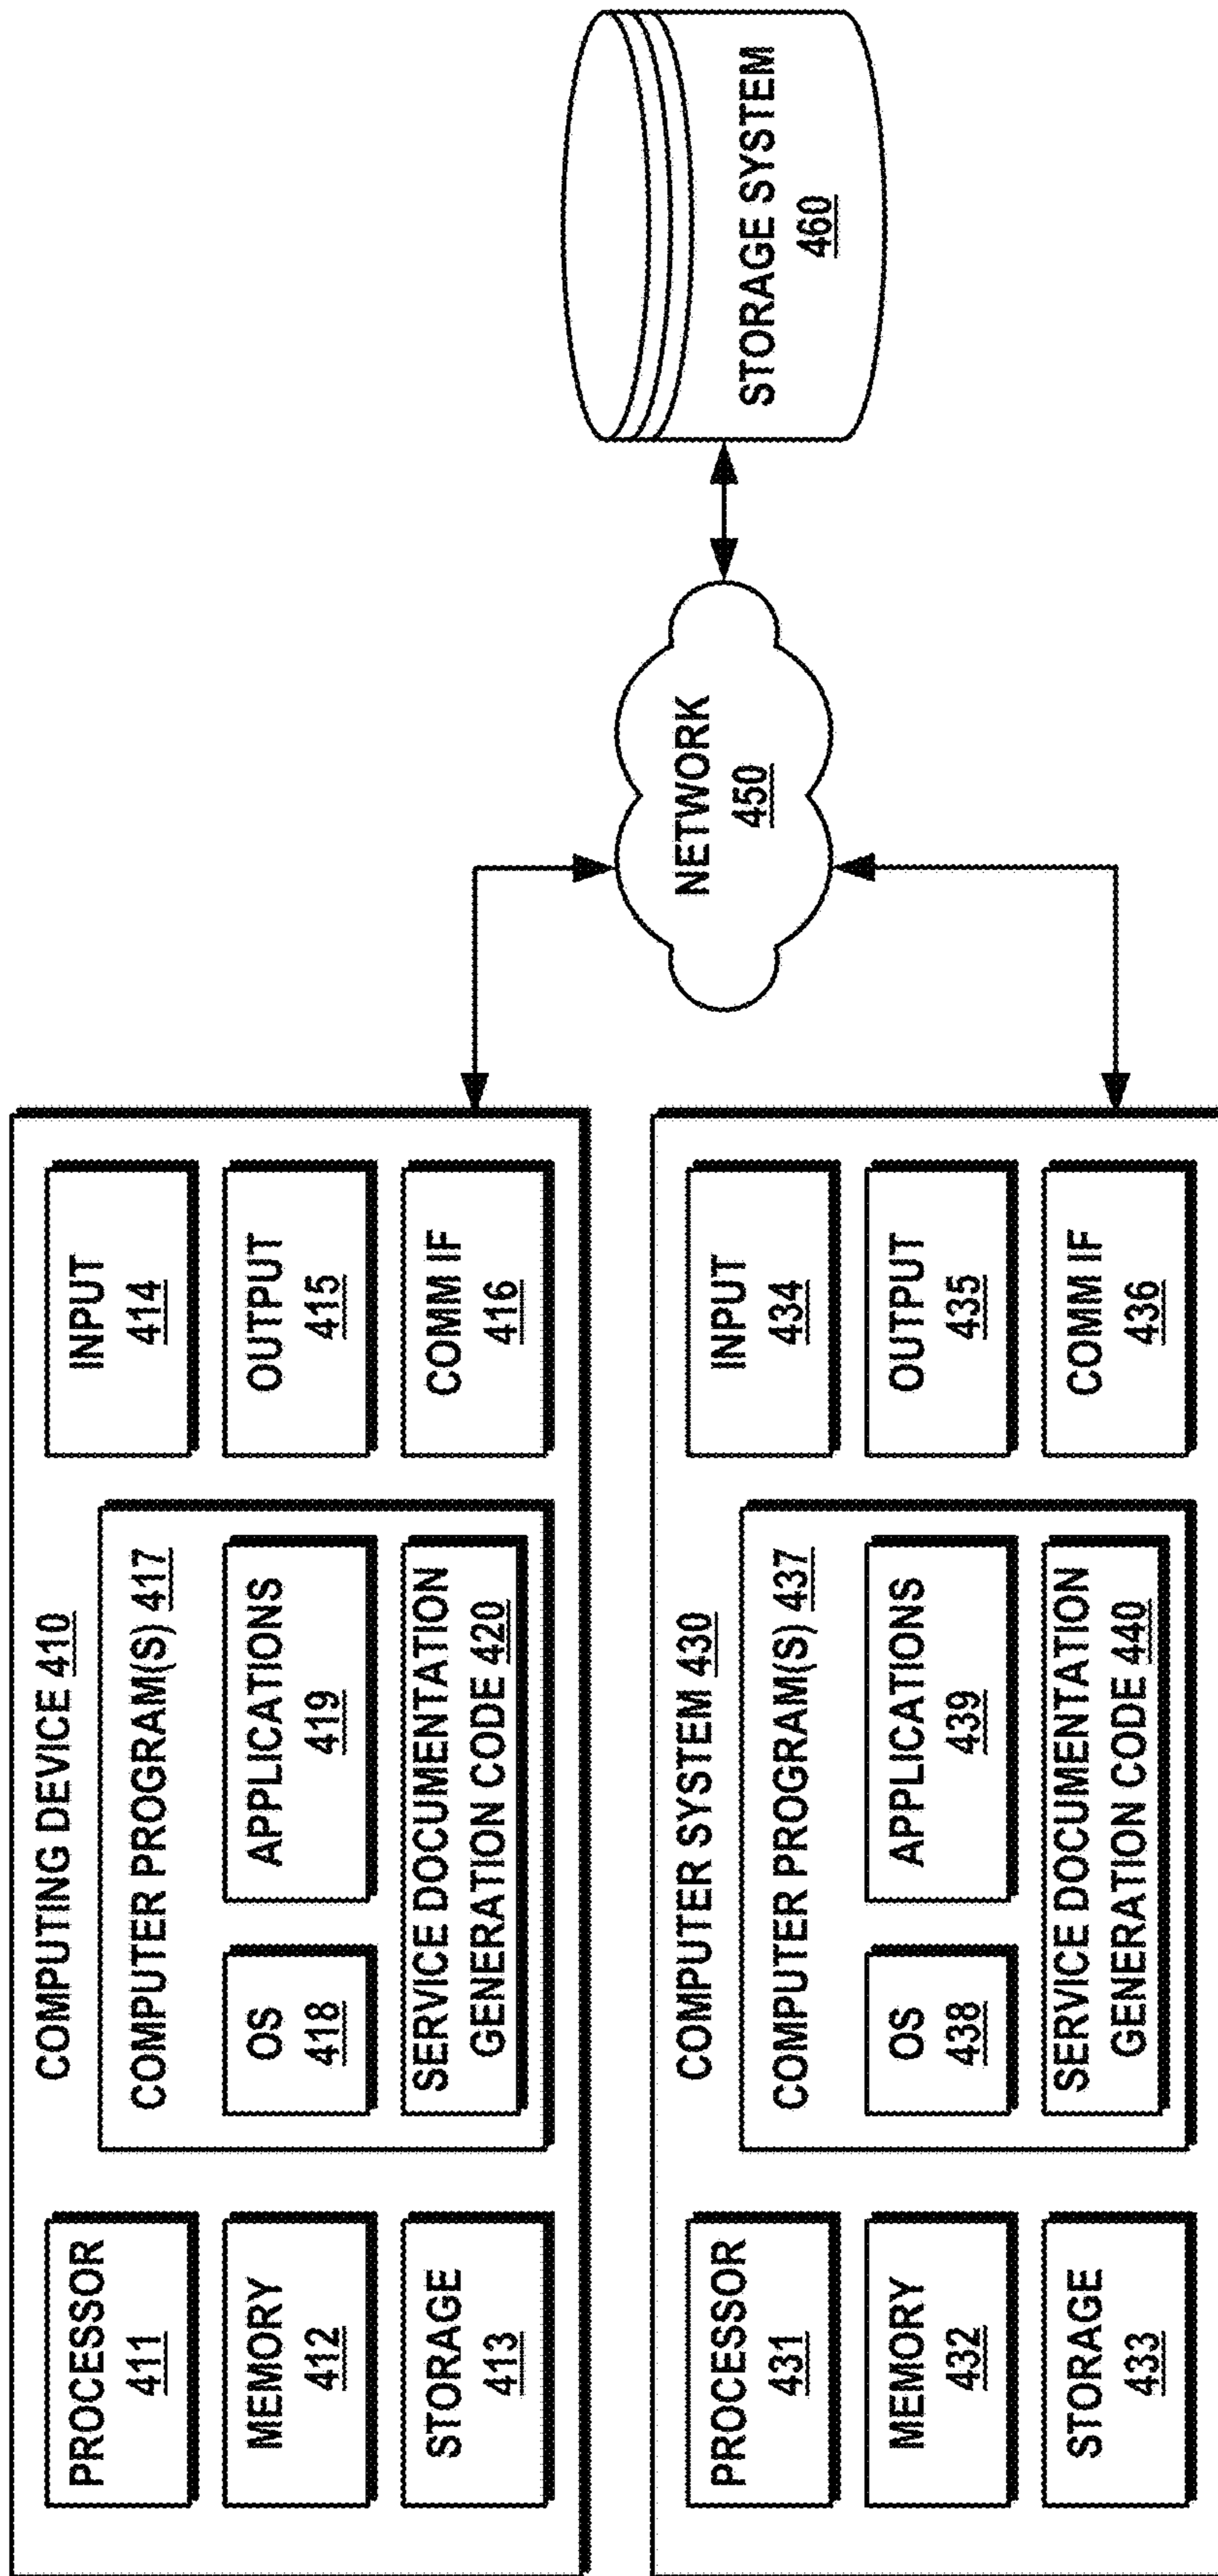 COMPUTING DEVICE 410
PROCESSOR
411
MEMORY
412
STORAGE
413
COMPUTER PROGRAM(S) 417
OS
418
APPLICATIONS
419
SERVICE DOCUMENTATION
GENERATION CODE 420
INPUT
414
OUTPUT
415
COMM IF
416
COMPUTER SYSTEM 430
PROCESSOR
431
MEMORY
432
STORAGE
433
COMPUTER PROGRAM(S) 437
OS
438
APPLICATIONS
439
SERVICE DOCUMENTATION
GENERATION CODE 440
INPUT
434
OUTPUT
435
COMM IF
436
NETWORK
450
STORAGE SYSTEM
460